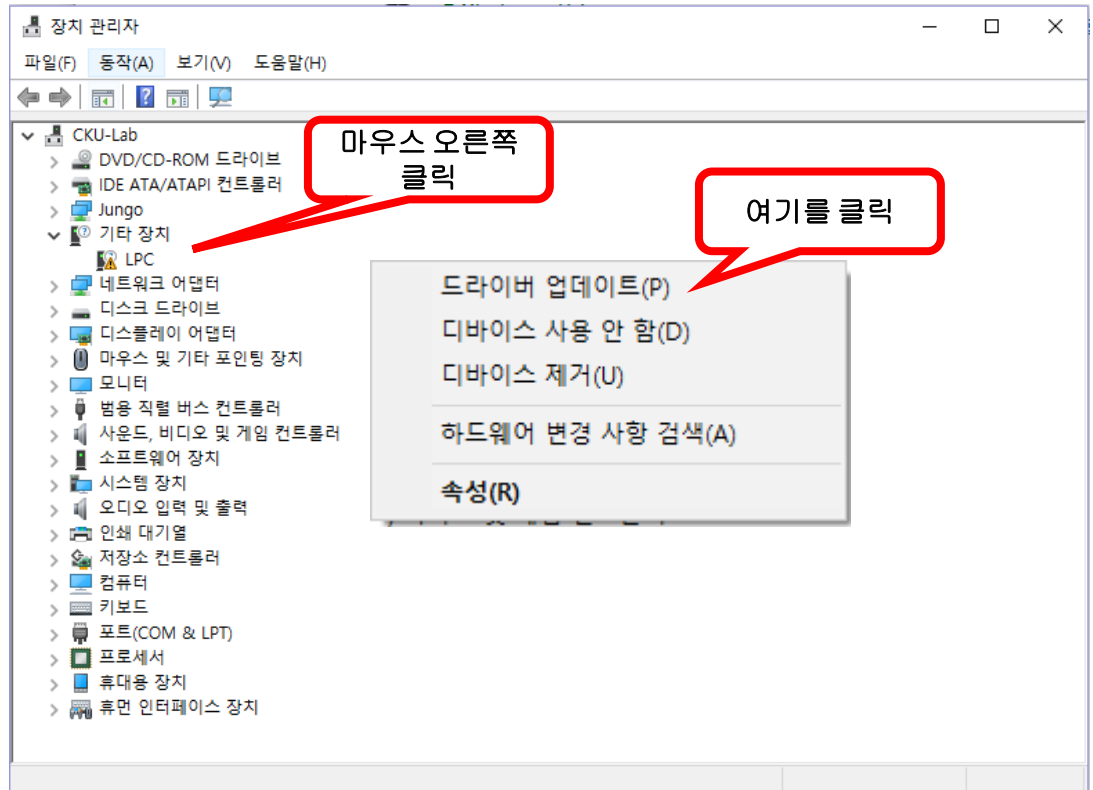 장치 관리자
파일(F) 동작(A) 보기(V) 도움말(H)
CKU-Lab
DVD/CD-ROM 드라이브
IDE ATA/ATAPI 컨트롤러
Jungo
기타 장치
LPC
네트워크 어댑터
디스크 드라이브
디스플레이 어댑터
마우스 및 기타 포인팅 장치
모니터
범용 직렬 버스 컨트롤러
사운드, 비디오 및 게임 컨트롤러
소프트웨어 장치
시스템 장치
오디오 입력 및 출력
인쇄 대기열
저장소 컨트롤러
컴퓨터
키보드
포트(COM & LPT)
프로세서
휴대용 장치
휴먼 인터페이스 장치
마우스 오른쪽
클릭
여기를 클릭
드라이버 업데이트(P)
디바이스 사용 안 함(D)
디바이스 제거(U)
하드웨어 변경 사항 검색(A)
속성(R)